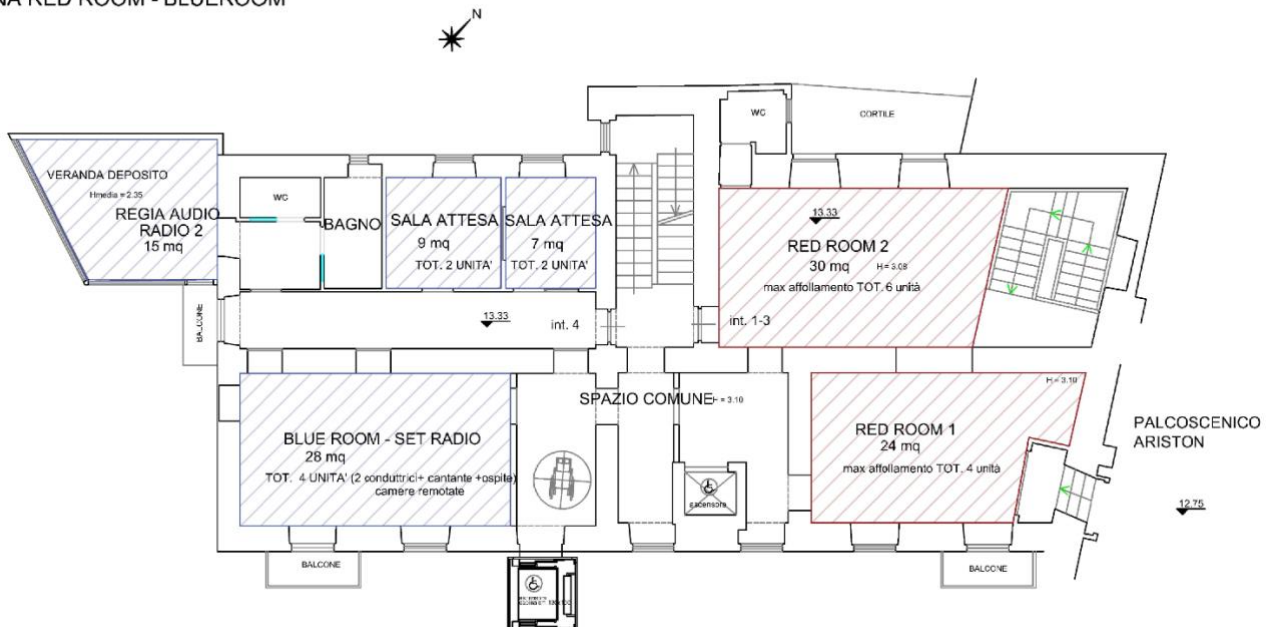 NA RED ROOM - BLUEROOM
N
WC
CORTILE
VERANDA DEPOSITO
Hmedia = 2.35
REGIA AUDIO
RADIO 2
15 mq
WC
BAGNO
SALA ATTESA
9 mq
TOT. 2 UNITA'
SALA ATTESA
7 mq
TOT. 2 UNITA'
13.33
RED ROOM 2
30 mq
H = 3.08
max affollamento TOT. 6 unità
BALCONE
13.33
int. 4
int. 1-3
SPAZIO COMUNE
H = 3.10
H = 3.10
BLUE ROOM - SET RADIO
28 mq
TOT. 4 UNITA' (2 conduttrici+ cantante +ospite)
camere remotate
RED ROOM 1
24 mq
max affollamento TOT. 4 unità
PALCOSCENICO
ARISTON
ascensore
12.75
BALCONE
BALCONE